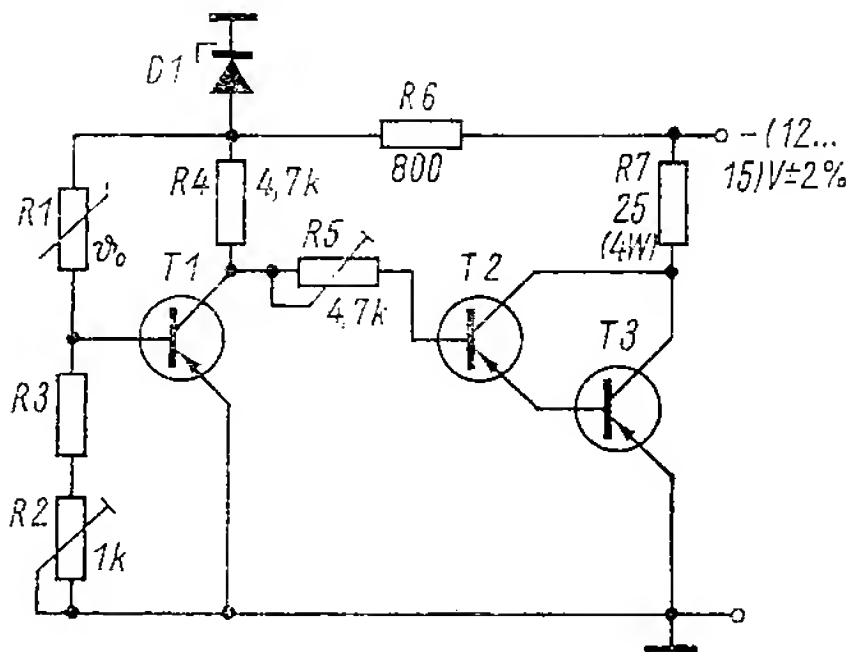 D1
R6
800
-(12...
15)V±2%
R7
25
(4W)
R4
4,7k
R1
ϑ₀
R5
4,7k
T1
T2
T3
R3
R2
1k